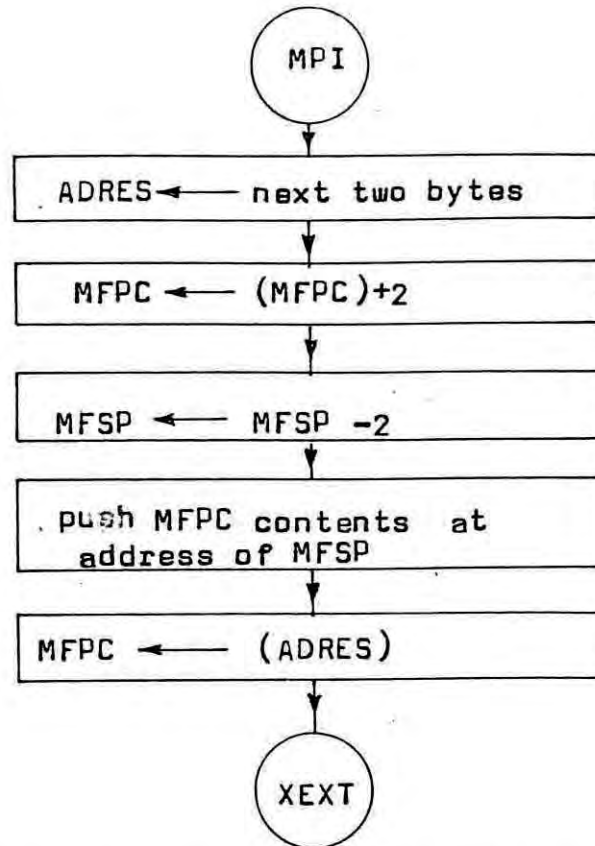 MPI
ADRES ← next two bytes
MFPC ← (MFPC)+2
MFSP ← MFSP -2
push MFPC contents at
address of MFSP
MFPC ← (ADRES)
XEXT